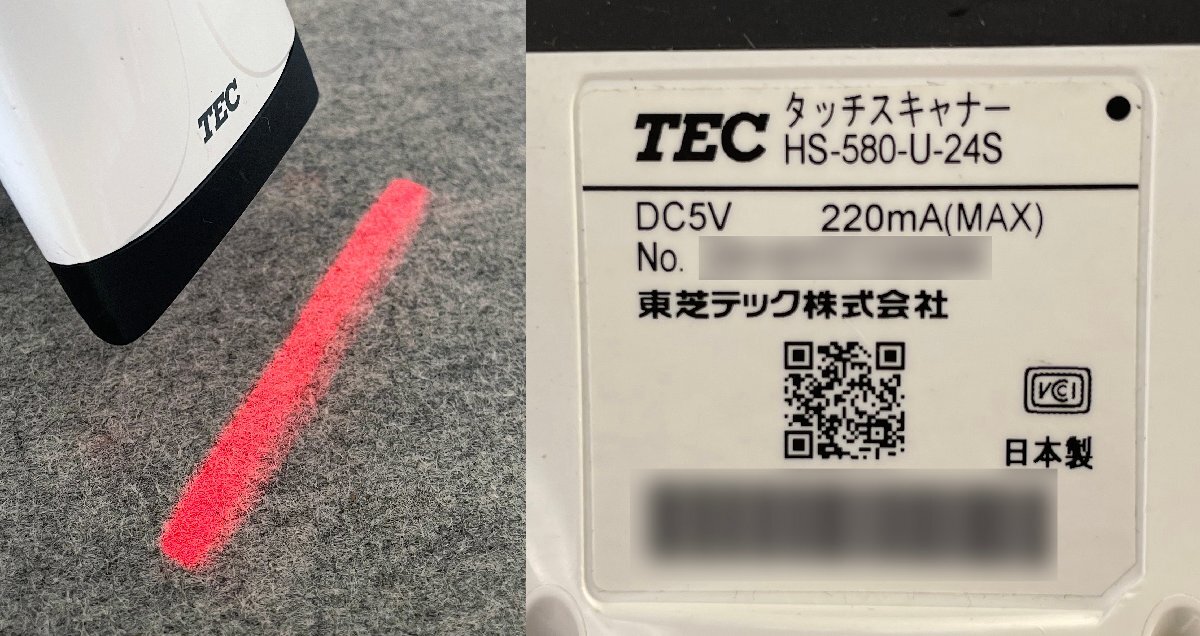 TEC
TEC タッチスキャナー
HS-580-U-24S
DC5V 220mA(MAX)
No.
東芝テック株式会社
VCI
日本製